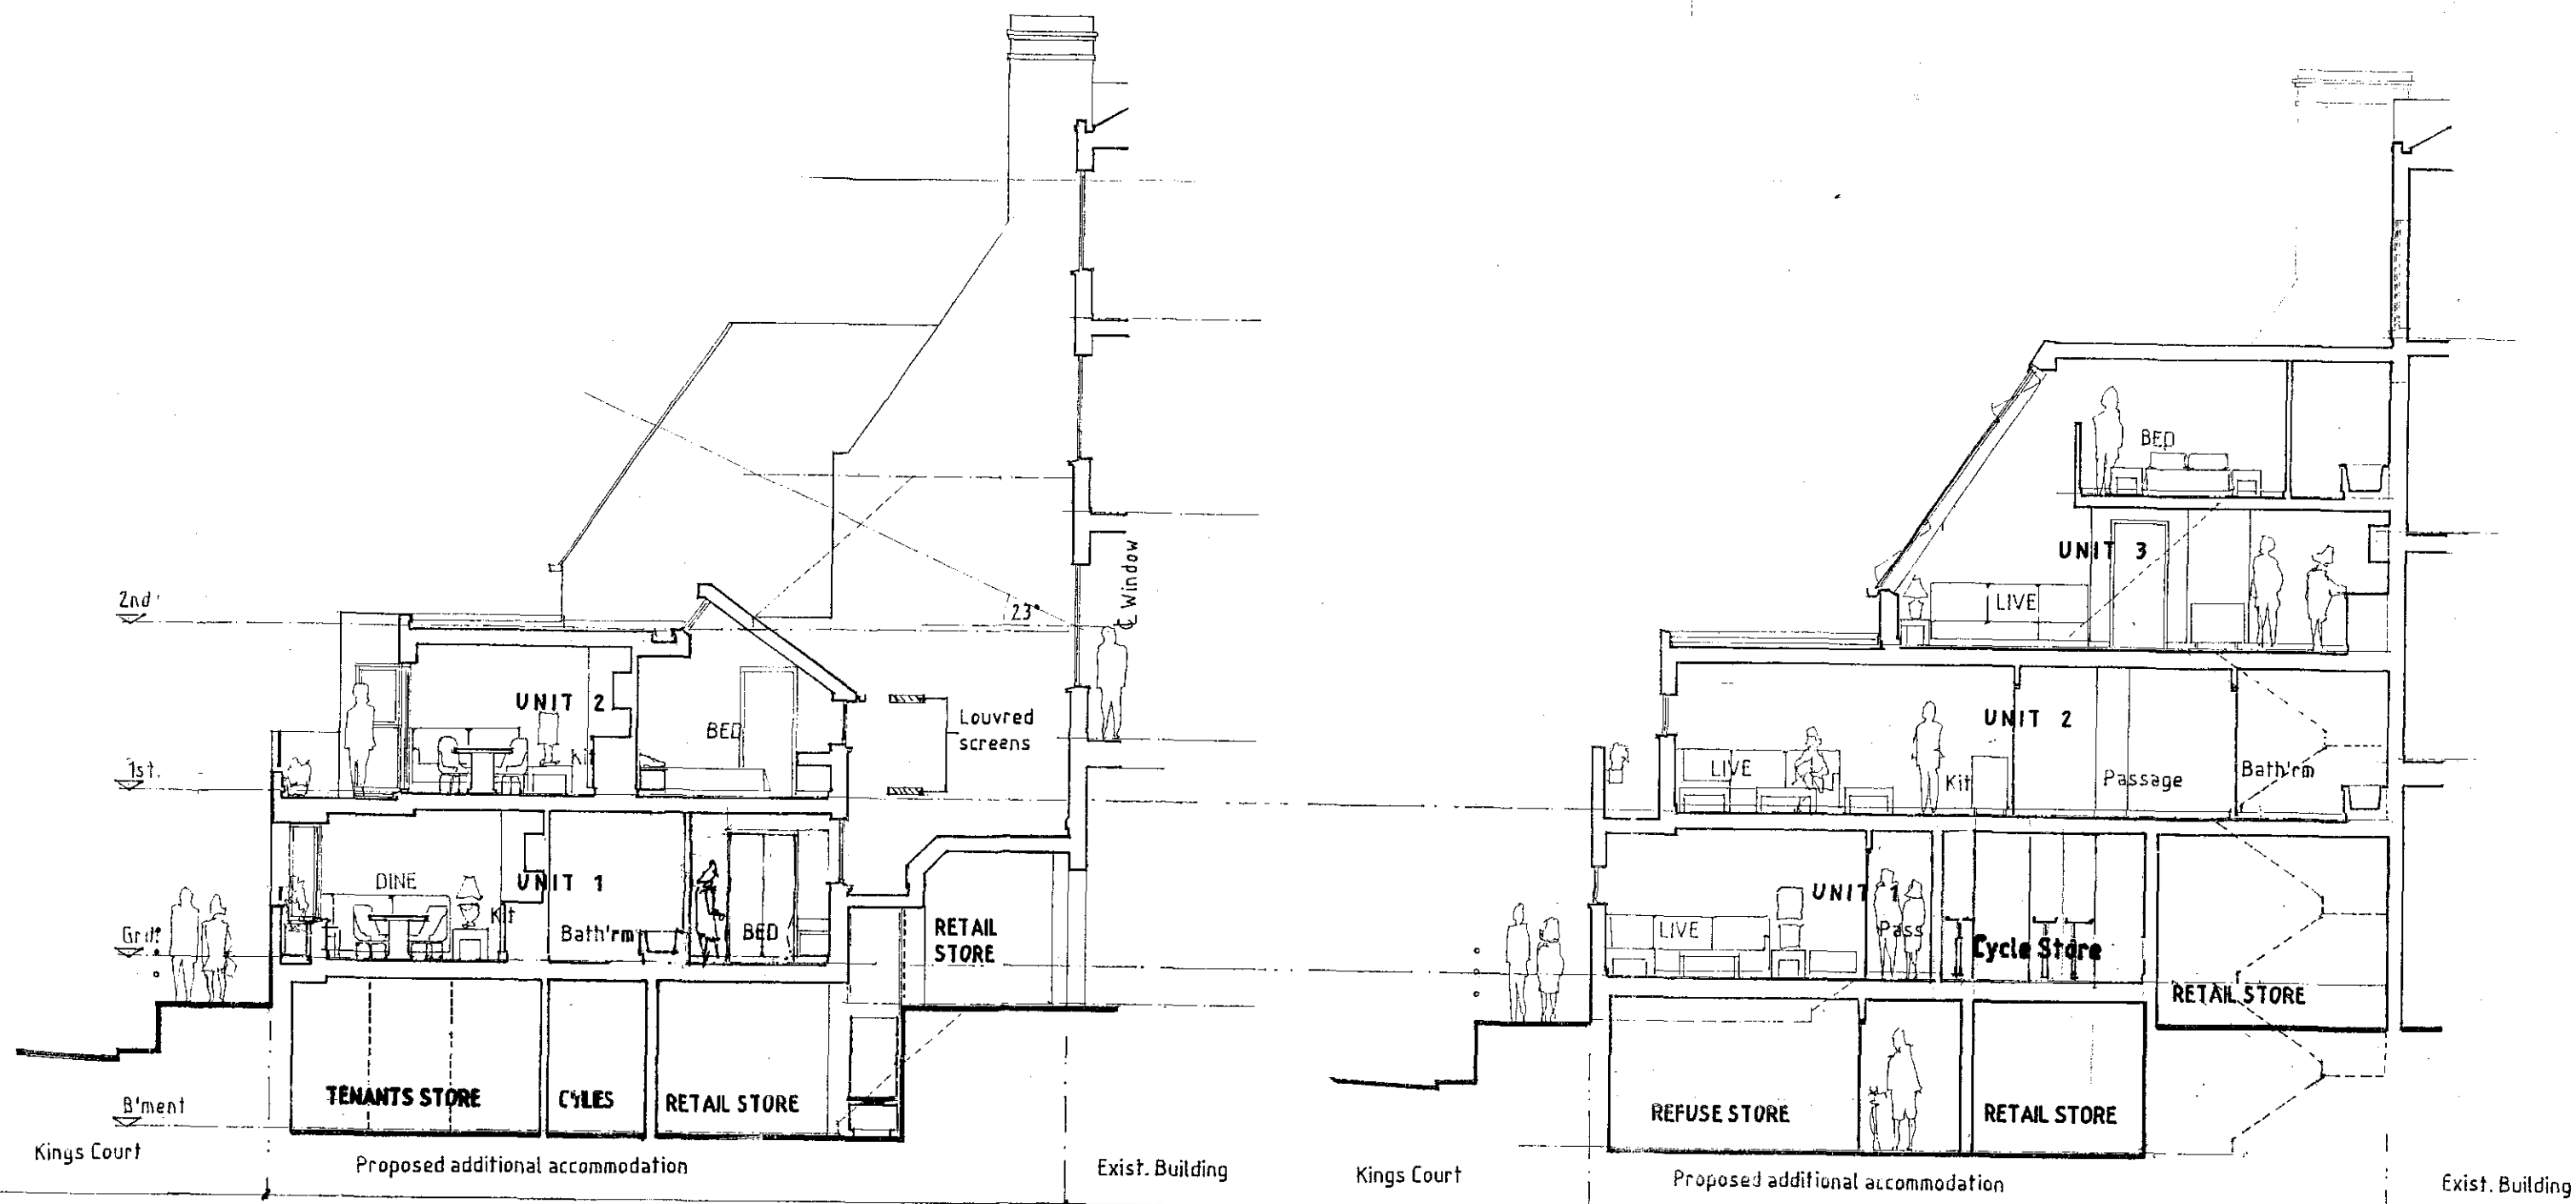 2nd
23°
℄ Window
UNIT 2
BED
Kit
Louvred
screens
1st.
DINE
UNIT 1
Kit
Bath'rm
BED
RETAIL
STORE
Grd.
TENANTS STORE
CYLES
RETAIL STORE
B'ment
Kings Court
Proposed additional accommodation
Exist. Building
BED
UNIT 3
LIVE
UNIT 2
LIVE
Kit
Passage
Bath'rm
UNIT 1
LIVE
Pass
Cycle Store
RETAIL STORE
REFUSE STORE
RETAIL STORE
Kings Court
Proposed additional accommodation
Exist. Building